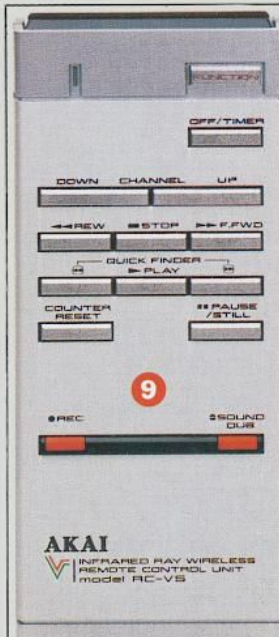 FUNCTION
OFF/TIMER
DOWN CHANNEL UP
◄◄REW ■STOP ►►F.FWD
QUICK FINDER
►PLAY
COUNTER RESET
▮▮PAUSE /STILL
9
●REC
SOUND DUB
AKAI
INFRARED RAY WIRELESS
REMOTE CONTROL UNIT
model RC-V5